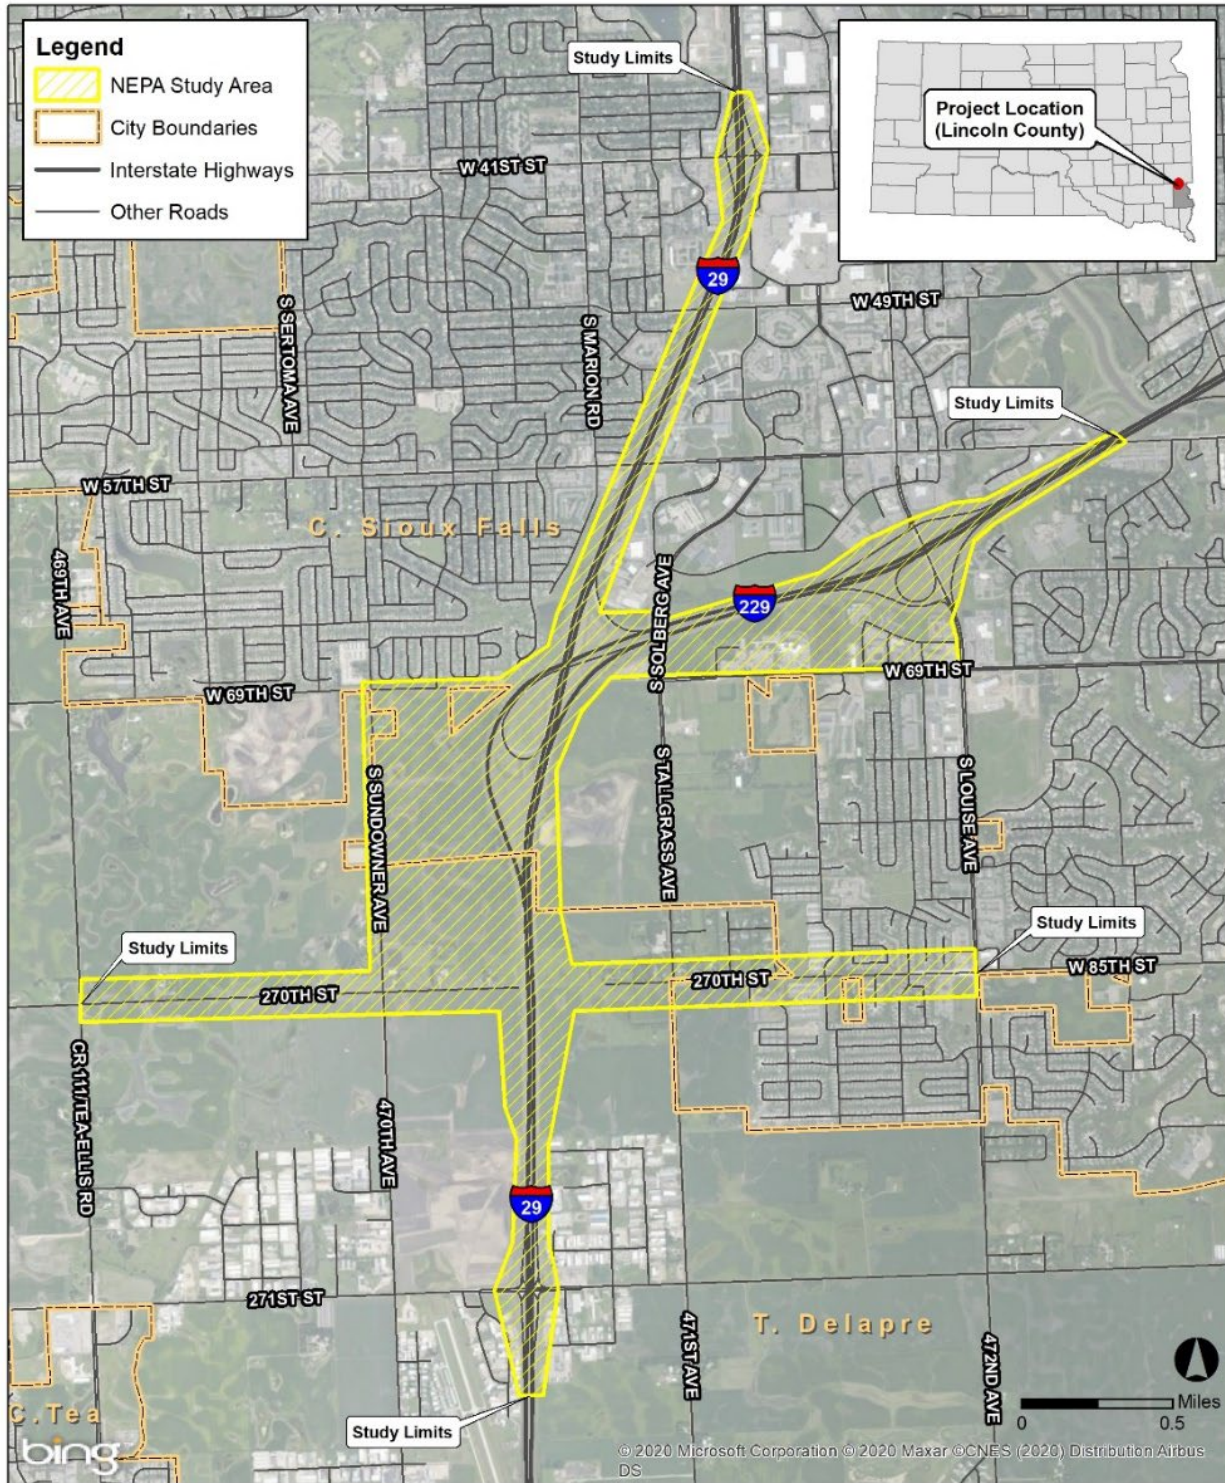 Legend
NEPA Study Area
City Boundaries
Interstate Highways
Other Roads
Study Limits
Project Location
(Lincoln County)
W 41ST ST
29
W 49TH ST
S SERTOMA AVE
S MARION RD
Study Limits
W 57TH ST
C. Sioux Falls
469TH AVE
S SOLBERG AVE
229
W 69TH ST
W 69TH ST
S SUNDOWNER AVE
S TALLGRASS AVE
S LOUISE AVE
Study Limits
Study Limits
270TH ST
270TH ST
W 85TH ST
CR 111/TEA-ELLIS RD
470TH AVE
29
271ST ST
471ST AVE
T. Delapre
472ND AVE
Miles
0
0.5
C. Tea
Study Limits
bing
© 2020 Microsoft Corporation © 2020 Maxar ©CNES (2020) Distribution Airbus
DS